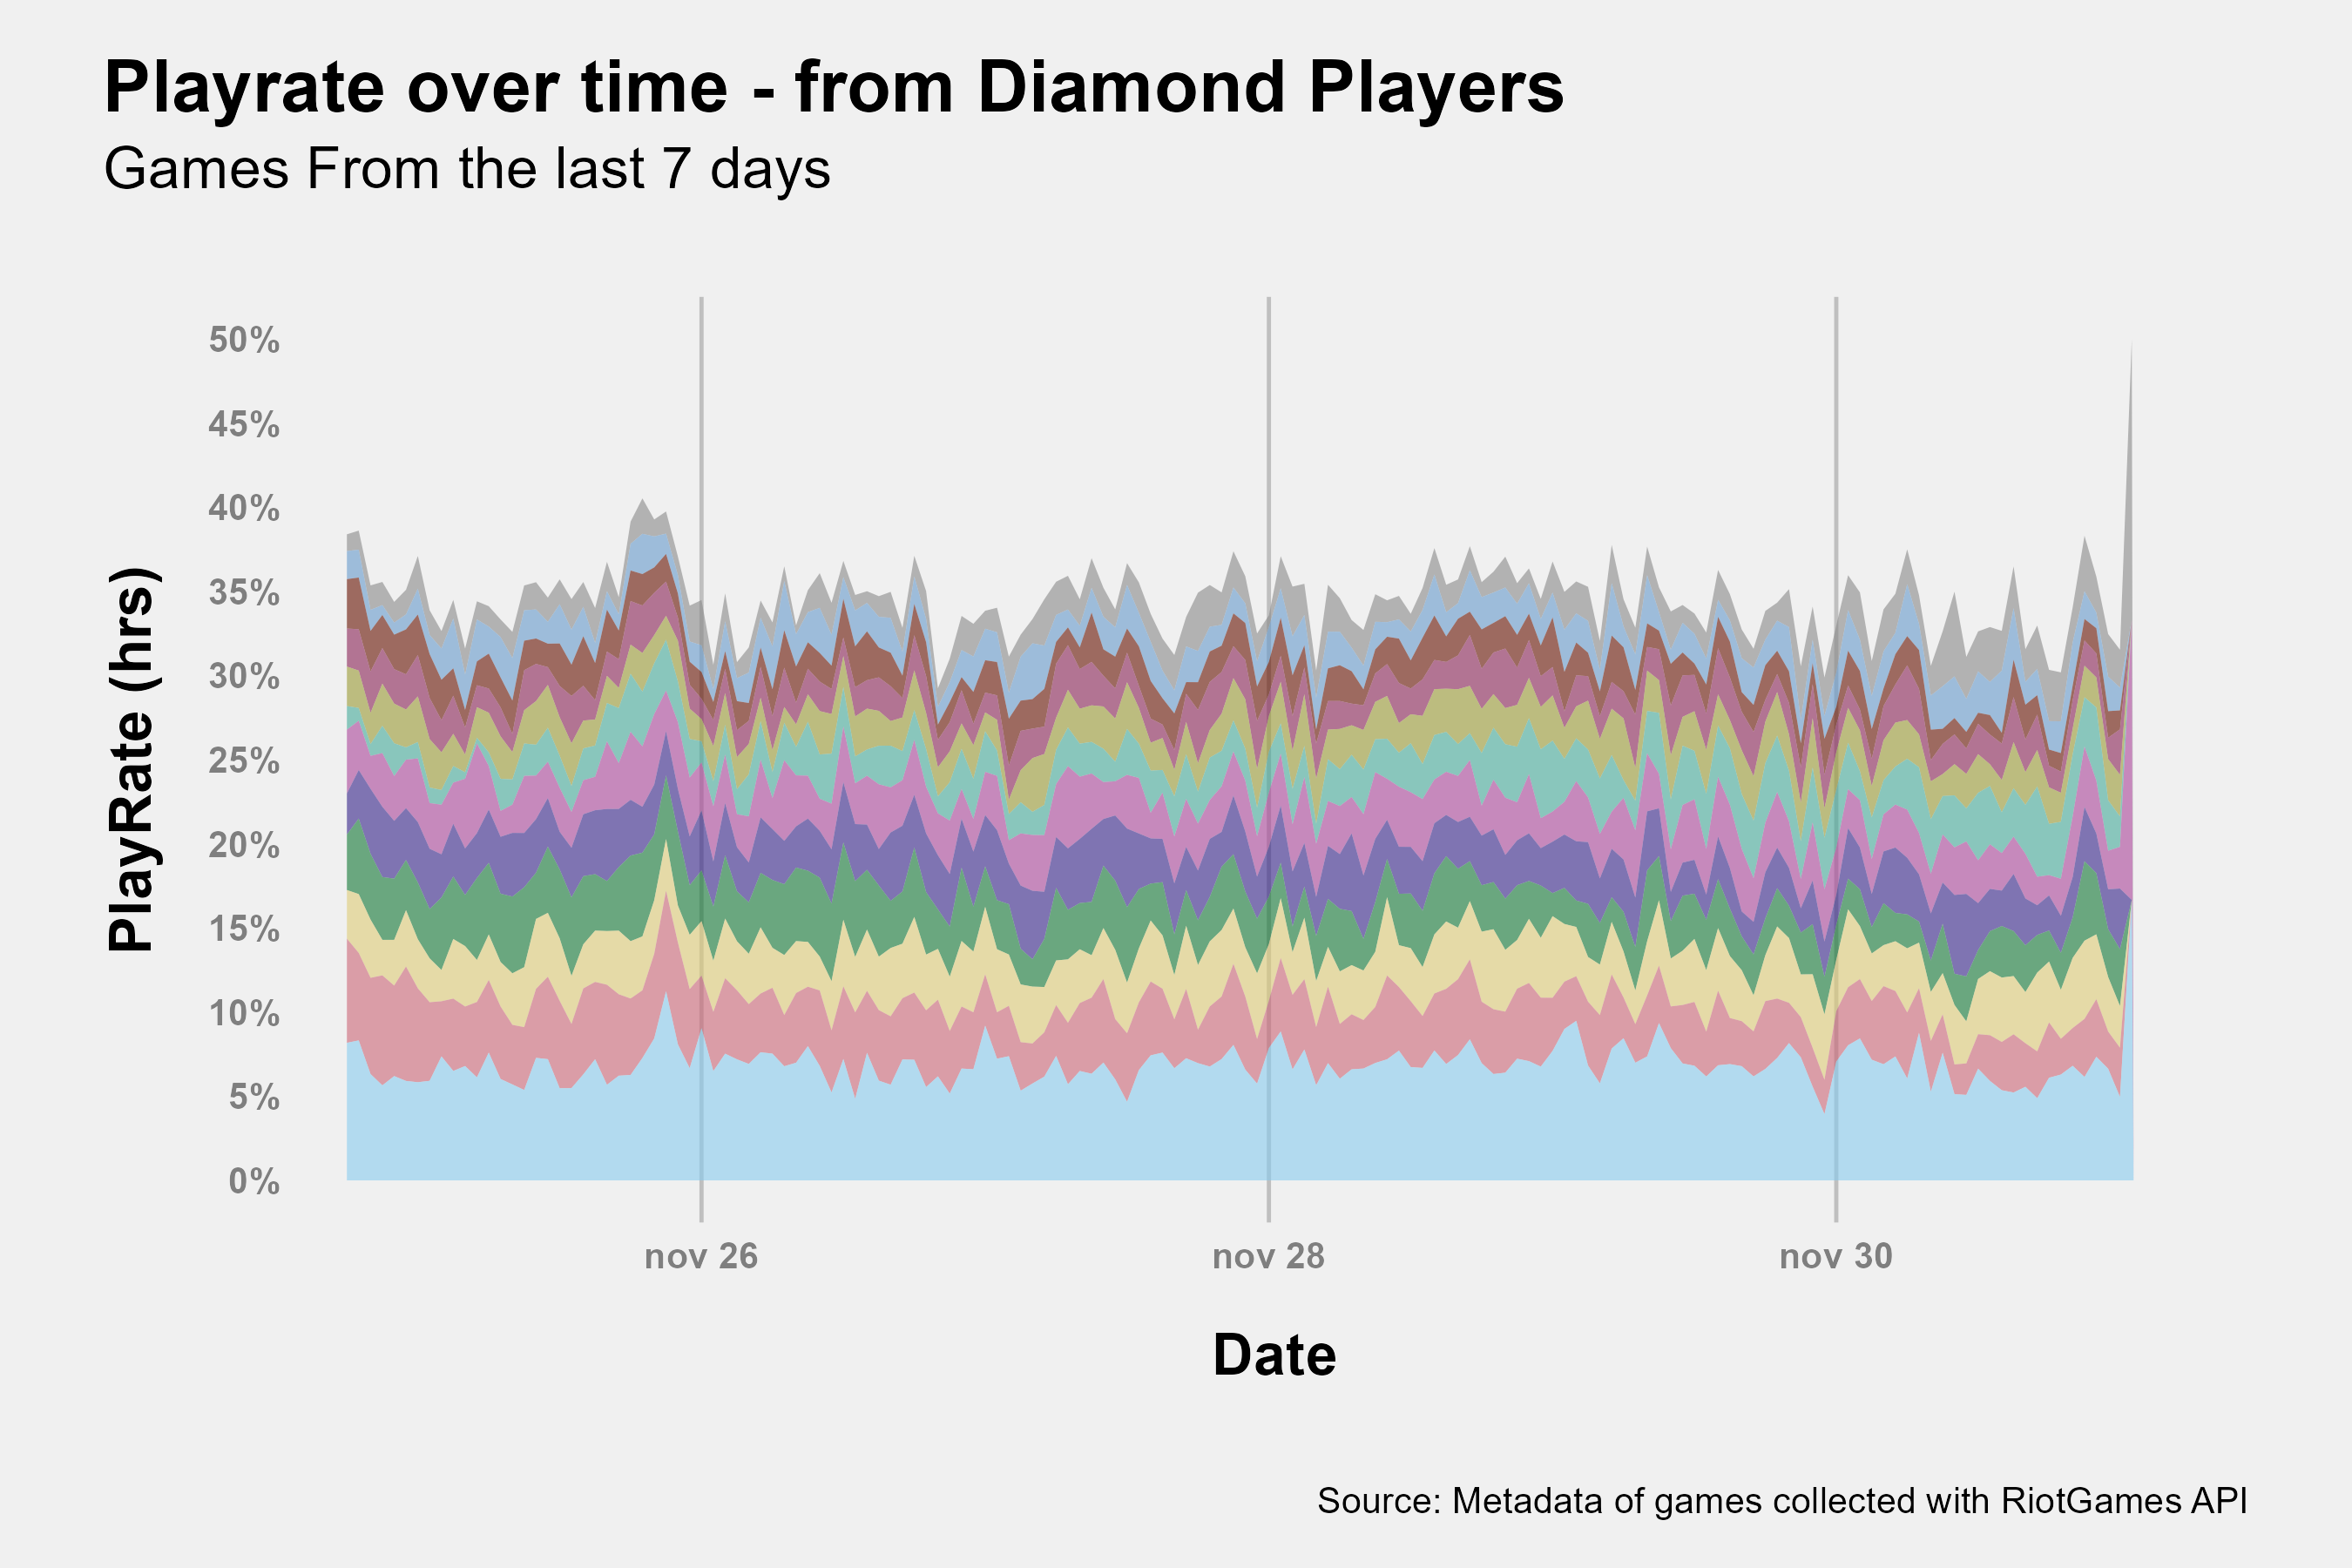 Playrate over time - from Diamond Players
Games From the last 7 days
PlayRate (hrs)
50%
45%
40%
35%
30%
25%
20%
15%
10%
5%
0%
nov 26
nov 28
nov 30
Date
Source: Metadata of games collected with RiotGames API